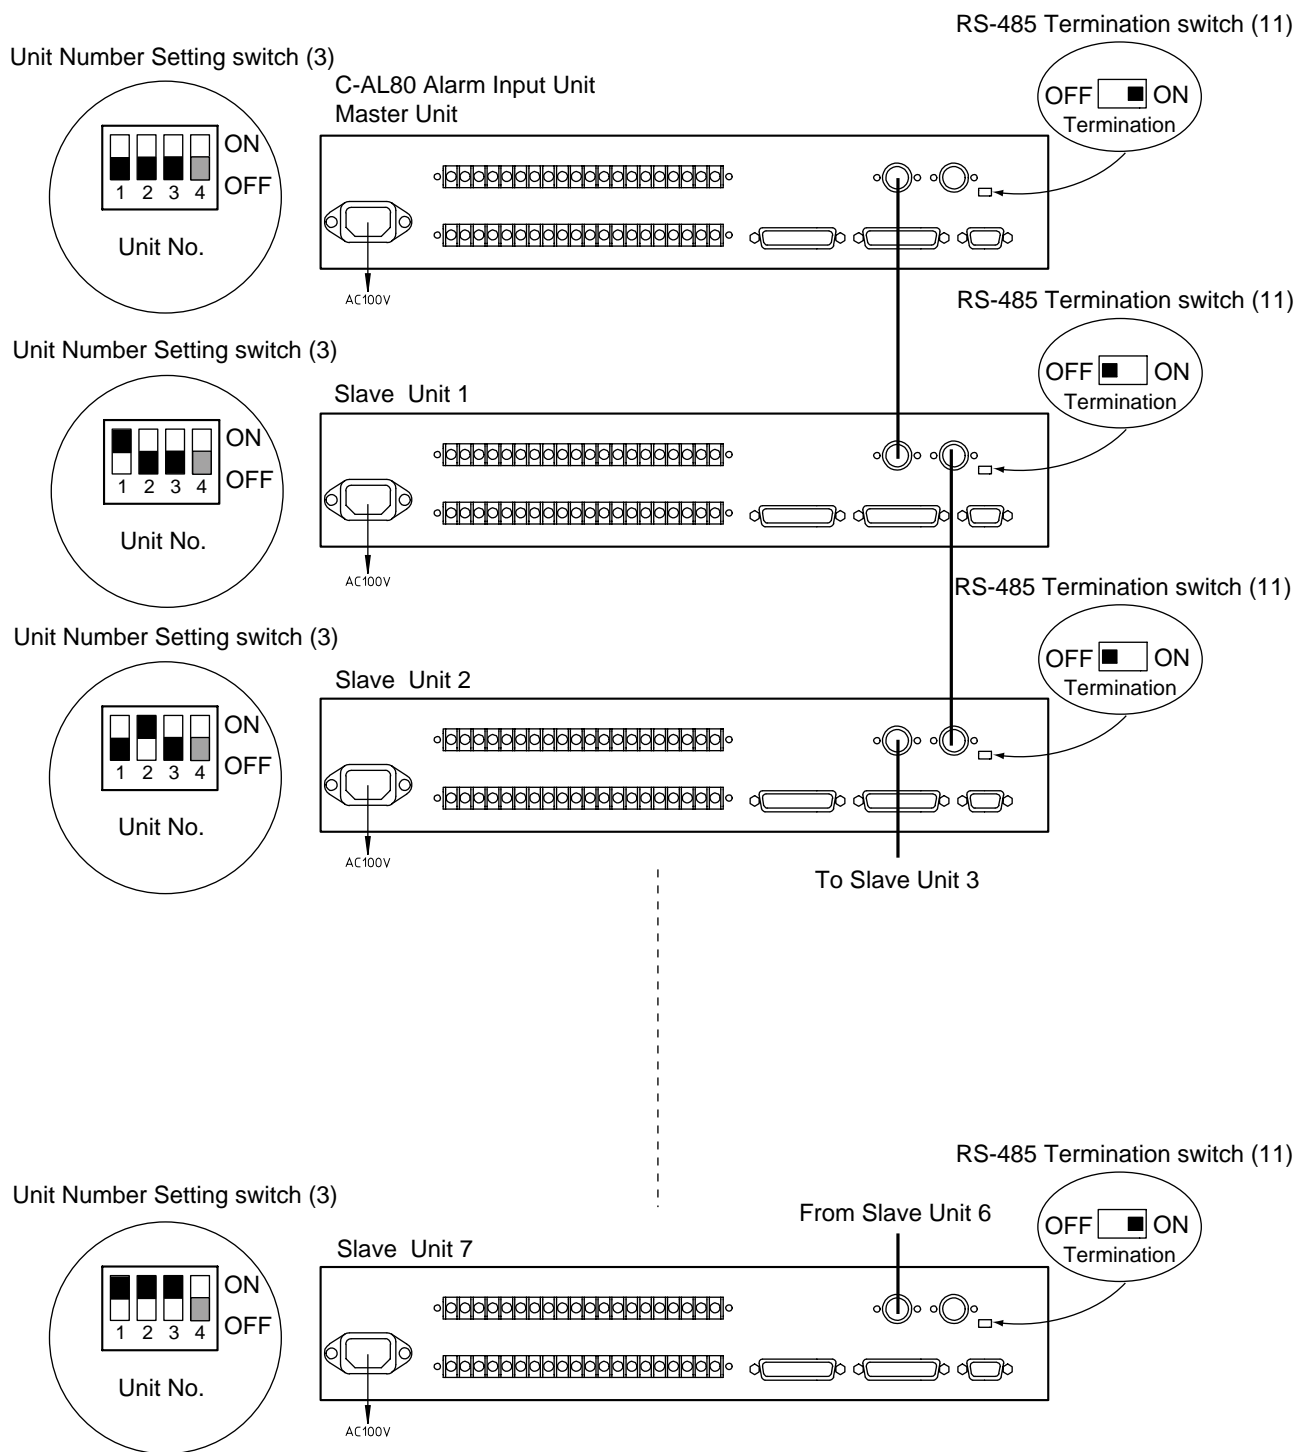 RS-485 Termination switch (11)
Unit Number Setting switch (3)
C-AL80 Alarm Input Unit
Master Unit
OFF ON
Termination
ON
OFF
1 2 3 4
Unit No.
AC100V
RS-485 Termination switch (11)
Unit Number Setting switch (3)
Slave Unit 1
OFF ON
Termination
ON
OFF
1 2 3 4
Unit No.
AC100V
RS-485 Termination switch (11)
Unit Number Setting switch (3)
Slave Unit 2
OFF ON
Termination
ON
OFF
1 2 3 4
Unit No.
AC100V
To Slave Unit 3
RS-485 Termination switch (11)
Unit Number Setting switch (3)
From Slave Unit 6
OFF ON
Termination
Slave Unit 7
ON
OFF
1 2 3 4
Unit No.
AC100V